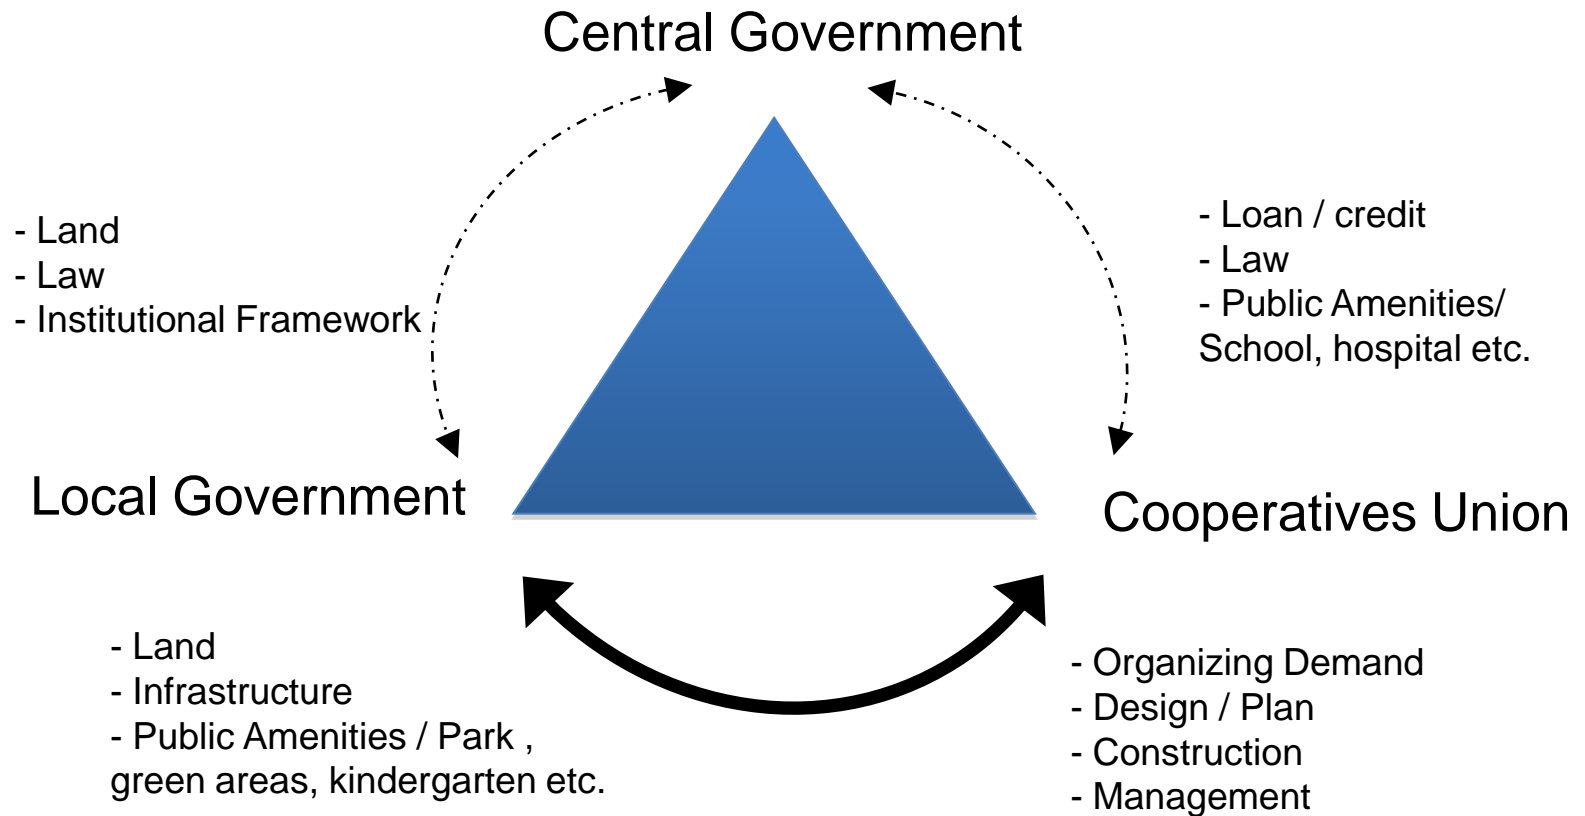 Central Government
- Land
- Law
- Institutional Framework
- Loan / credit
- Law
- Public Amenities/
School, hospital etc.
Local Government
Cooperatives Union
- Land
- Infrastructure
- Public Amenities / Park ,
green areas, kindergarten etc.
- Organizing Demand
- Design / Plan
- Construction
- Management